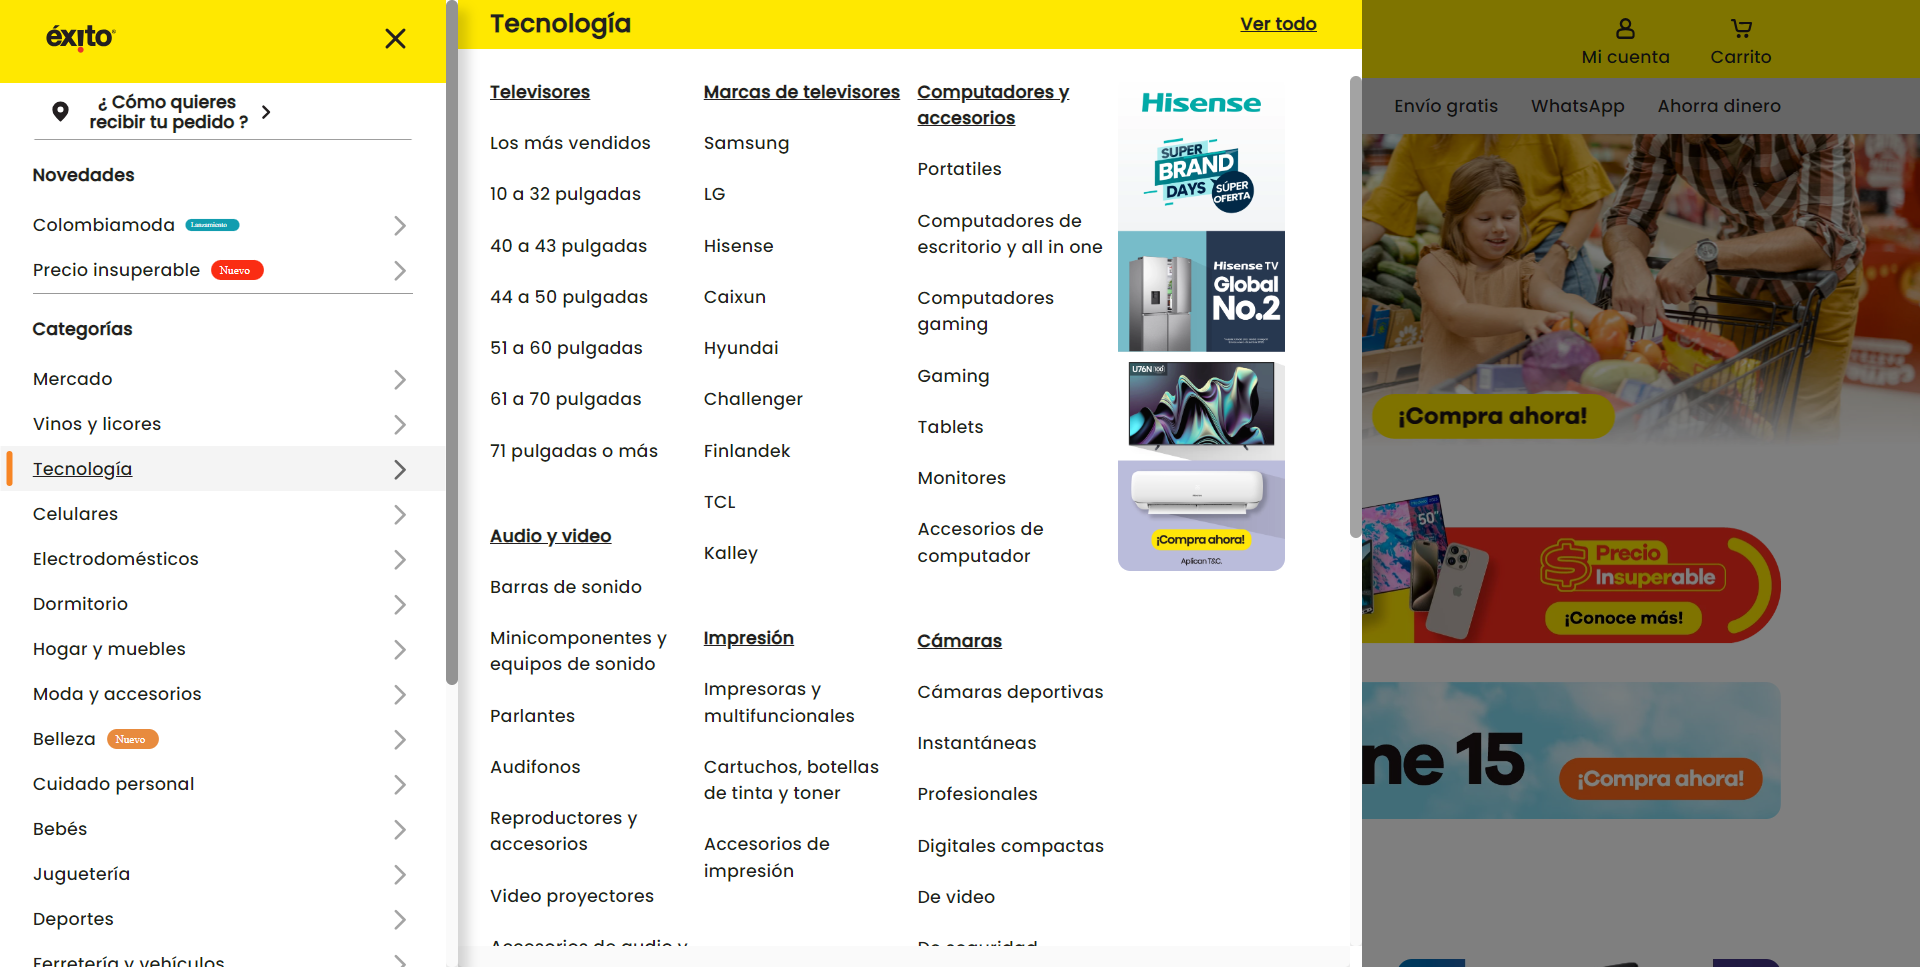 éxito
¿ Cómo quieres
recibir tu pedido ?
Novedades
Colombiamoda Lanzamiento
Precio insuperable Nuevo
Categorías
Mercado
Vinos y licores
Tecnología
Celulares
Electrodomésticos
Dormitorio
Hogar y muebles
Moda y accesorios
Belleza Nuevo
Cuidado personal
Bebés
Juguetería
Deportes
Ferretería y vehículos
Tecnología
Ver todo
Televisores
Los más vendidos
10 a 32 pulgadas
40 a 43 pulgadas
44 a 50 pulgadas
51 a 60 pulgadas
61 a 70 pulgadas
71 pulgadas o más
Audio y video
Barras de sonido
Minicomponentes y
equipos de sonido
Parlantes
Audifonos
Reproductores y
accesorios
Video proyectores
Accesorios de audio y
Marcas de televisores
Samsung
LG
Hisense
Caixun
Hyundai
Challenger
Finlandek
TCL
Kalley
Impresión
Impresoras y
multifuncionales
Cartuchos, botellas
de tinta y toner
Accesorios de
impresión
Computadores y
accesorios
Portatiles
Computadores de
escritorio y all in one
Computadores
gaming
Gaming
Tablets
Monitores
Accesorios de
computador
Cámaras
Cámaras deportivas
Instantáneas
Profesionales
Digitales compactas
De video
De seguridad
Hisense
SUPER
BRAND
DAYS
SÚPER
OFERTA
Hisense TV
Global
No.2
U76N 100
¡Compra ahora!
Aplican T&C.
Mi cuenta
Carrito
Envío gratis
WhatsApp
Ahorra dinero
¡Compra ahora!
50"
Precio
Insuperable
¡Conoce más!
ne 15
¡Compra ahora!